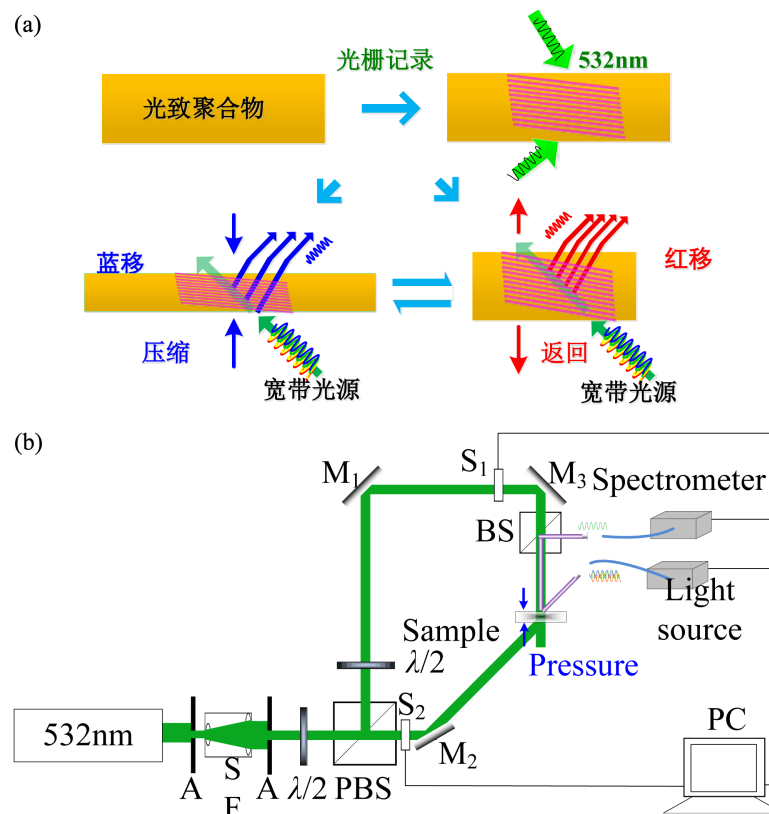 (a)
光栅记录
532nm
光致聚合物
蓝移
红移
压缩
返回
宽带光源
宽带光源
(b)
M1
S1
M3
Spectrometer
BS
Light
source
Sample
λ/2
Pressure
S2
532nm
PC
M2
A
S
F
A
λ/2
PBS